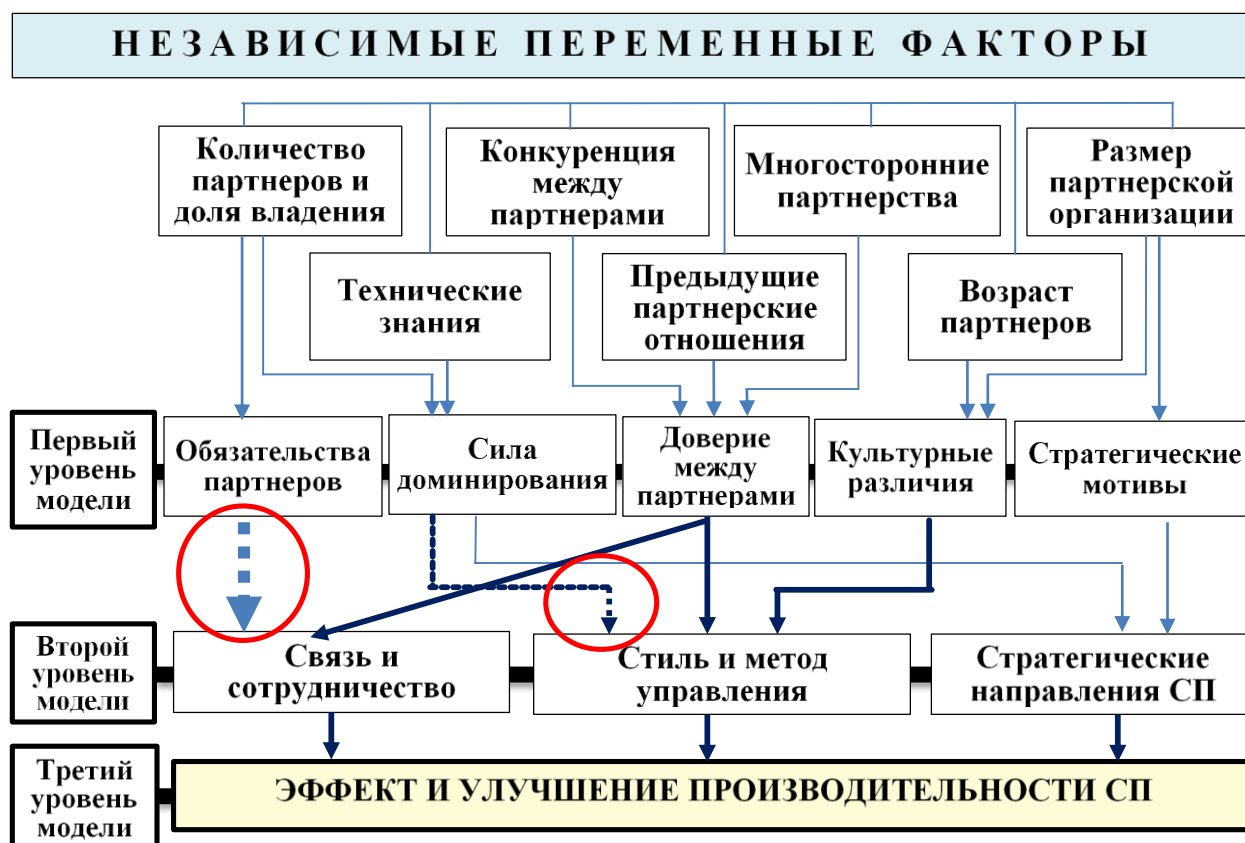 НЕЗАВИСИМЫЕ ПЕРЕМЕННЫЕ ФАКТОРЫ
Количество
партнеров и
доля владения
Конкуренция
между
партнерами
Многосторонние
партнерства
Размер
партнерской
организации
Технические
знания
Предыдущие
партнерские
отношения
Возраст
партнеров
Первый
уровень
модели
Обязательства
партнеров
Сила
доминирования
Доверие
между
партнерами
Культурные
различия
Стратегические
мотивы
Второй
уровень
модели
Связь и
сотрудничество
Стиль и метод
управления
Стратегические
направления СП
Третий
уровень
модели
ЭФФЕКТ И УЛУЧШЕНИЕ ПРОИЗВОДИТЕЛЬНОСТИ СП